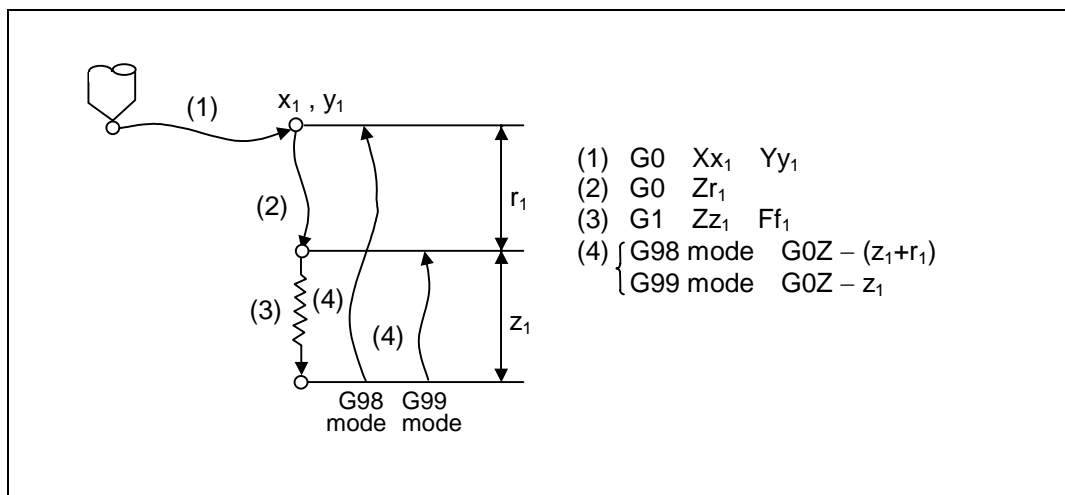 (1)
x₁ , y₁
(2)
r₁
(3)
(4)
(4)
z₁
G98 mode
G99 mode
(1) G0 Xx₁ Yy₁
(2) G0 Zr₁
(3) G1 Zz₁ Ff₁
(4) G98 mode G0Z – (z₁+r₁)
G99 mode G0Z – z₁